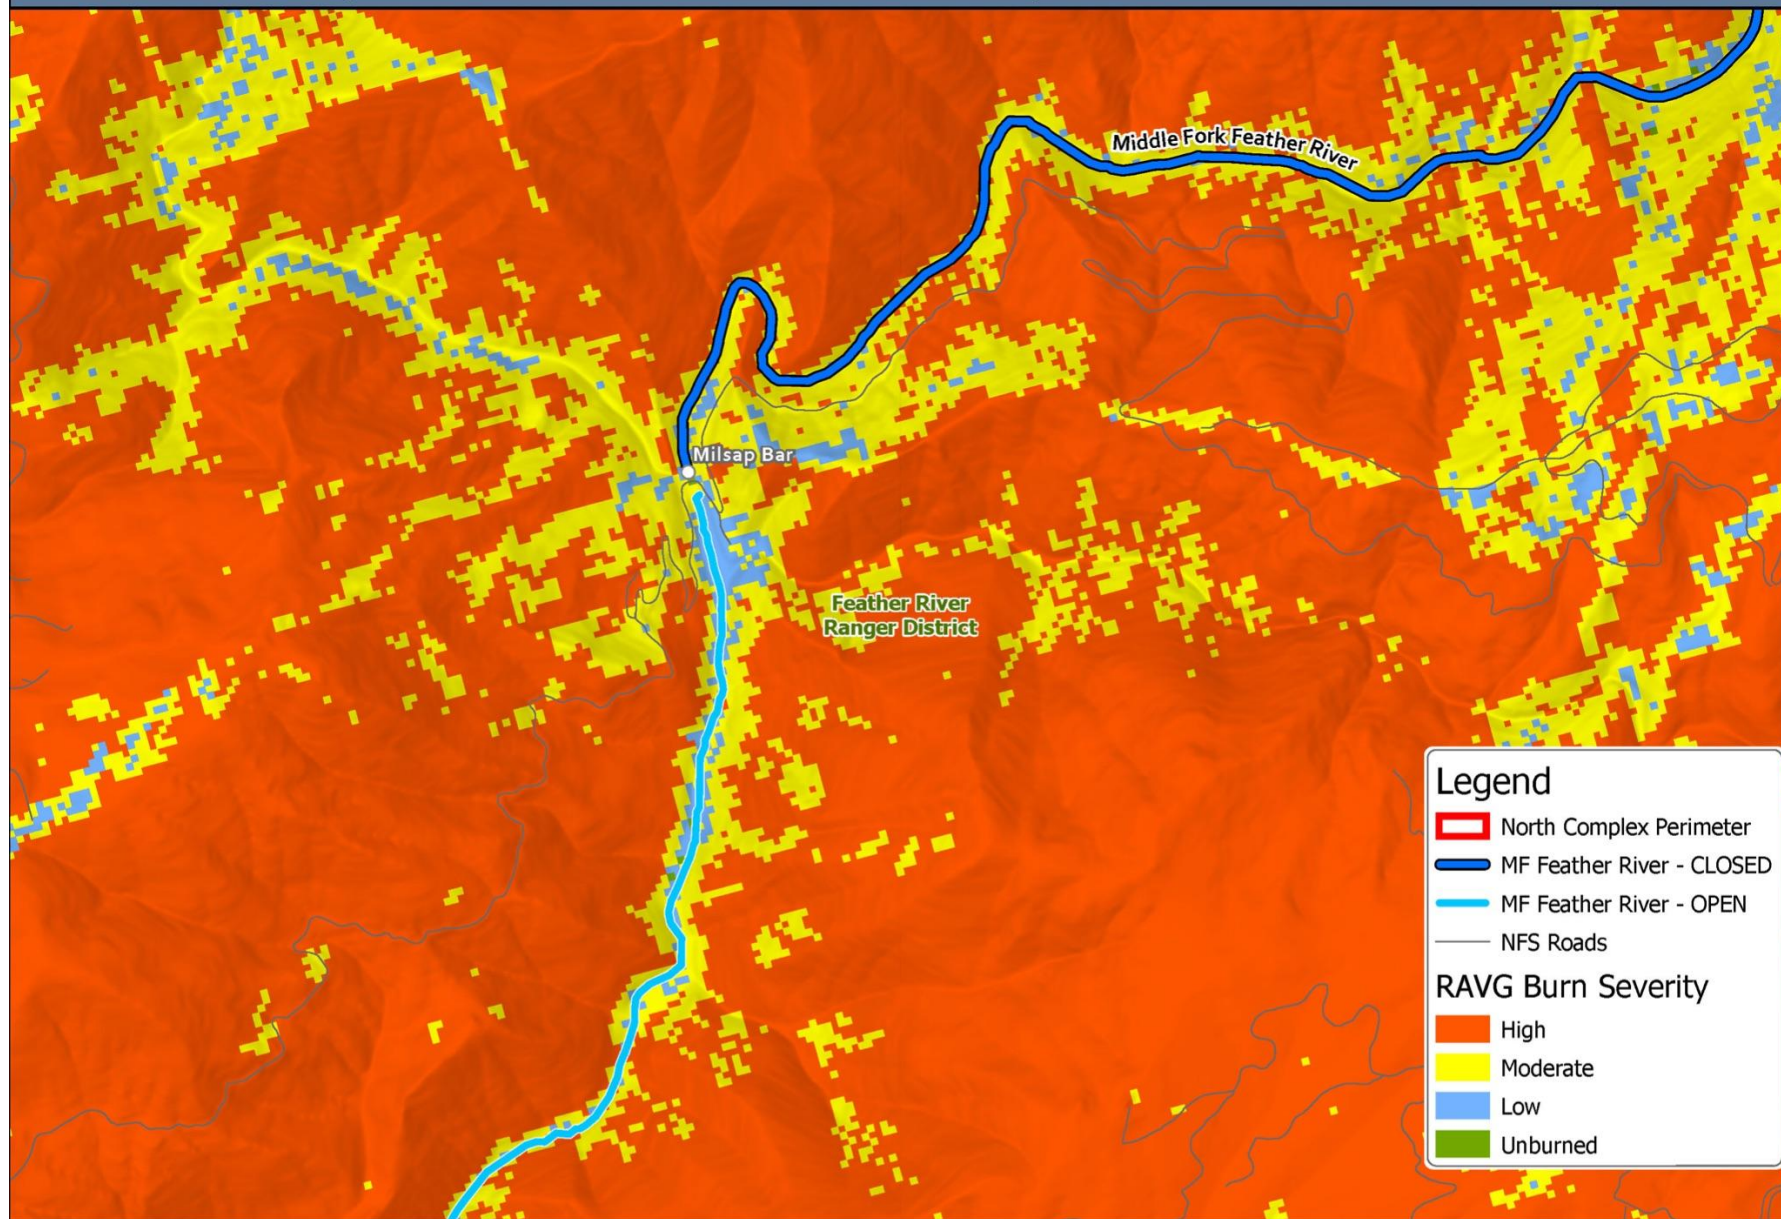 Middle Fork Feather River
Milsap Bar
Feather River
Ranger District
Legend
North Complex Perimeter
MF Feather River - CLOSED
MF Feather River - OPEN
NFS Roads
RAVG Burn Severity
High
Moderate
Low
Unburned